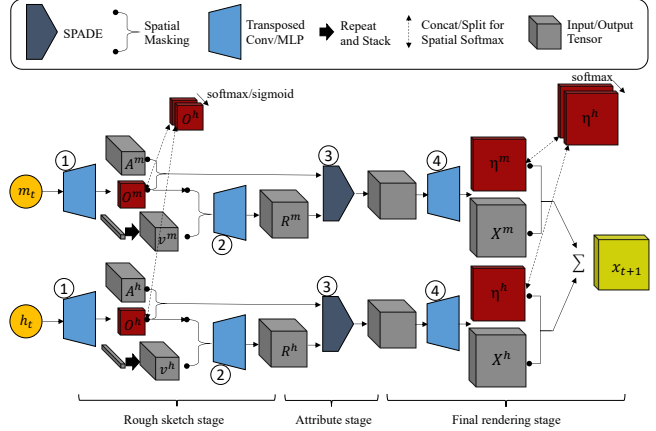 SPADE
Spatial
Masking
Transposed
Conv/MLP
Repeat
and Stack
Concat/Split for
Spatial Softmax
Input/Output
Tensor
softmax/sigmoid
softmax
O^h
η^h
1
A^m
3
4
η^m
m_t
O^m
v^m
2
R^m
X^m
1
A^h
3
4
η^h
Σ
x_{t+1}
h_t
O^h
v^h
2
R^h
X^h
Rough sketch stage
Attribute stage
Final rendering stage